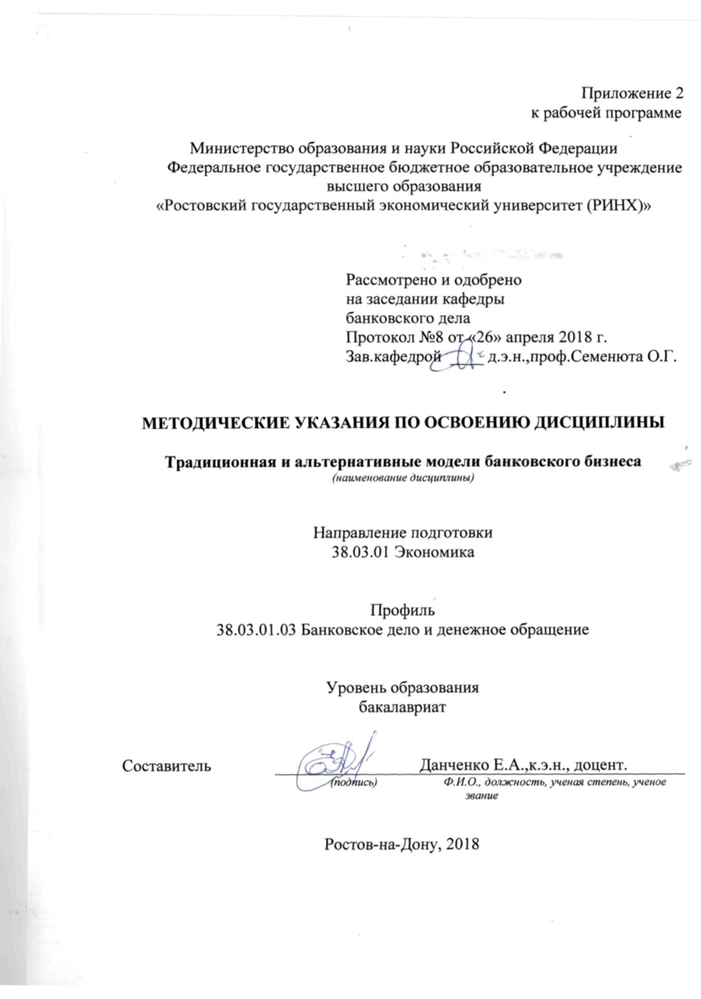 Приложение 2
к рабочей программе
Министерство образования и науки Российской Федерации
Федеральное государственное бюджетное образовательное учреждение
высшего образования
«Ростовский государственный экономический университет (РИНХ)»
Рассмотрено и одобрено
на заседании кафедры
банковского дела
Протокол №8 от «26» апреля 2018 г.
Зав.кафедрой _____ д.э.н.,проф.Семенюта О.Г.
МЕТОДИЧЕСКИЕ УКАЗАНИЯ ПО ОСВОЕНИЮ ДИСЦИПЛИНЫ
Традиционная и альтернативные модели банковского бизнеса
(наименование дисциплины)
Направление подготовки
38.03.01 Экономика
Профиль
38.03.01.03 Банковское дело и денежное обращение
Уровень образования
бакалавриат
Составитель Данченко Е.А.,к.э.н., доцент.
(подпись) Ф.И.О., должность, ученая степень, ученое
звание
Ростов-на-Дону, 2018